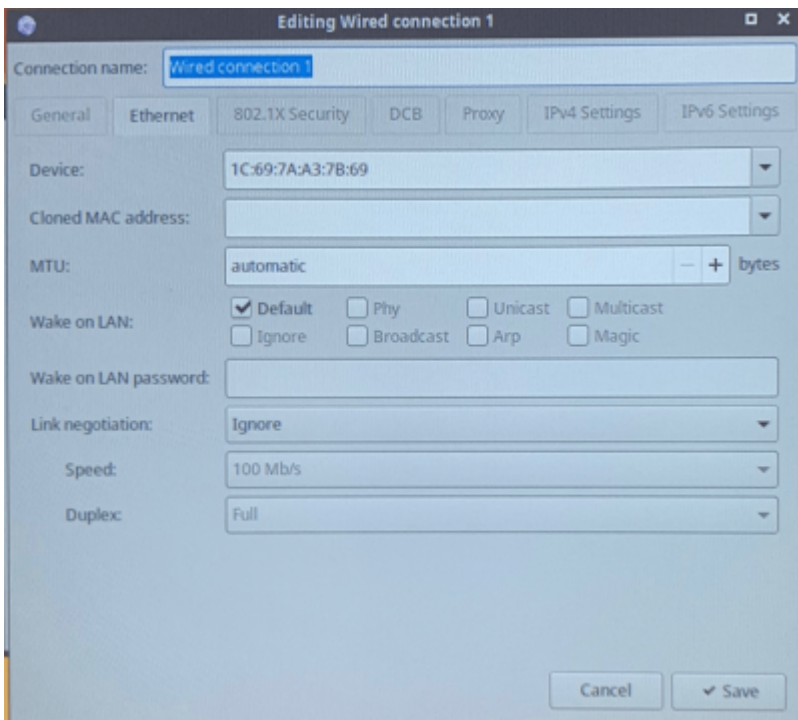 Editing Wired connection 1
Connection name: Wired connection 1
General Ethernet 802.1X Security DCB Proxy IPv4 Settings IPv6 Settings
Device: 1C:69:7A:A3:7B:69
Cloned MAC address:
MTU: automatic bytes
Wake on LAN: Default Phy Unicast Multicast
Ignore Broadcast Arp Magic
Wake on LAN password:
Link negotiation: Ignore
Speed: 100 Mb/s
Duplex: Full
Cancel Save